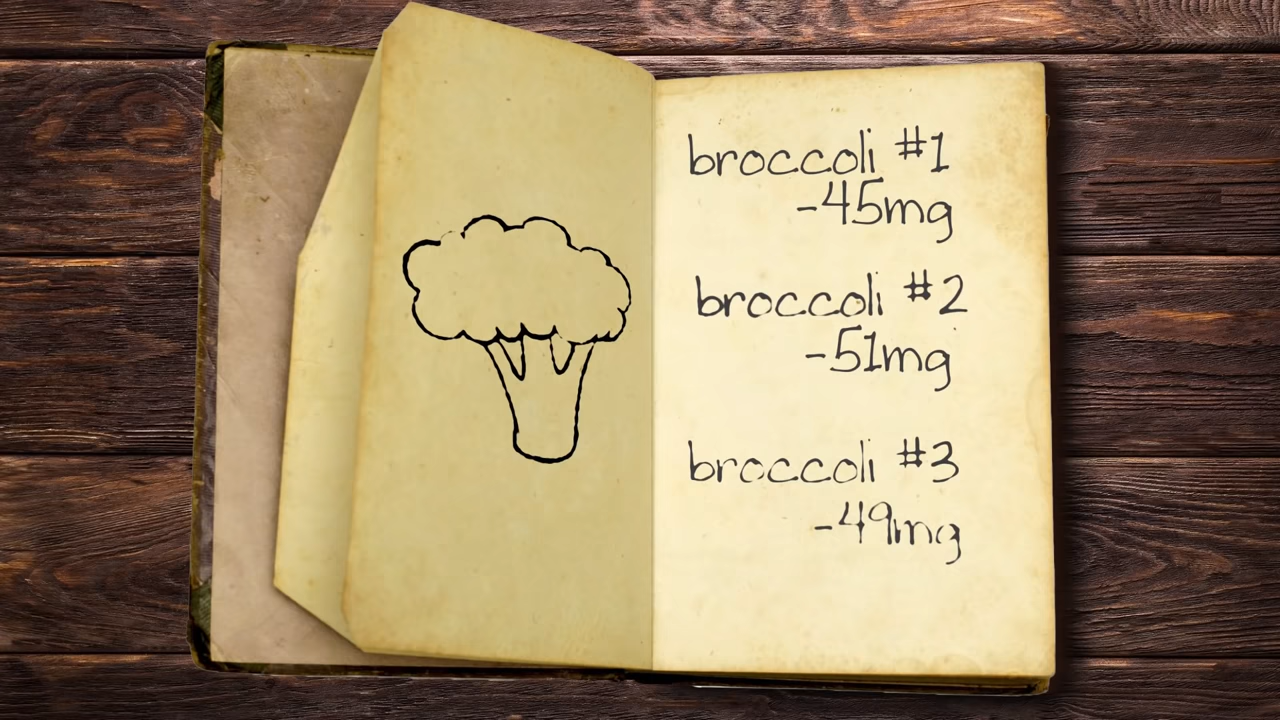 broccoli #1
-45mg
broccoli #2
-51mg
broccoli #3
-49mg